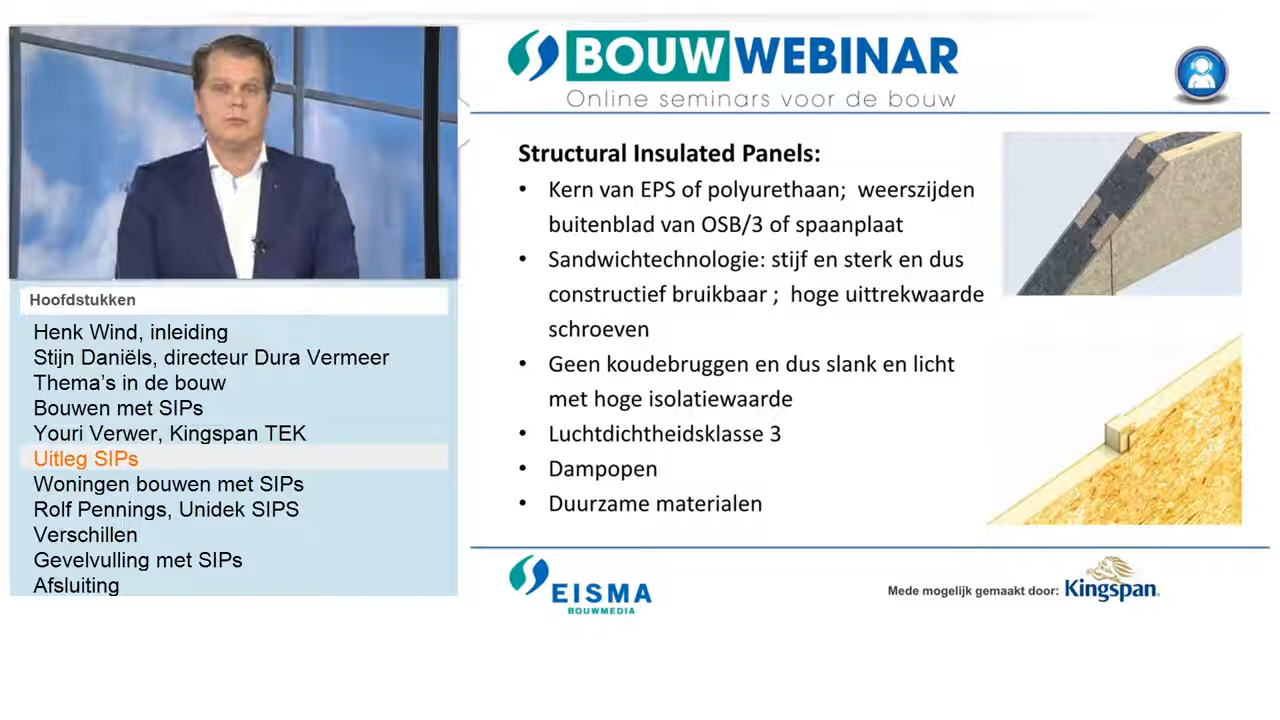 BOUW WEBINAR
Online seminars voor de bouw
Structural Insulated Panels:
• Kern van EPS of polyurethaan; weerszijden
buitenblad van OSB/3 of spaanplaat
• Sandwichtechnologie: stijf en sterk en dus
constructief bruikbaar ; hoge uittrekwaarde
schroeven
• Geen koudebruggen en dus slank en licht
met hoge isolatiewaarde
• Luchtdichtheidsklasse 3
• Dampopen
• Duurzame materialen
Hoofdstukken
Henk Wind, inleiding
Stijn Daniëls, directeur Dura Vermeer
Thema's in de bouw
Bouwen met SIPs
Youri Verwer, Kingspan TEK
Uitleg SIPs
Woningen bouwen met SIPs
Rolf Pennings, Unidek SIPS
Verschillen
Gevelvulling met SIPs
Afsluiting
EISMA
BOUWMEDIA
Mede mogelijk gemaakt door: Kingspan.